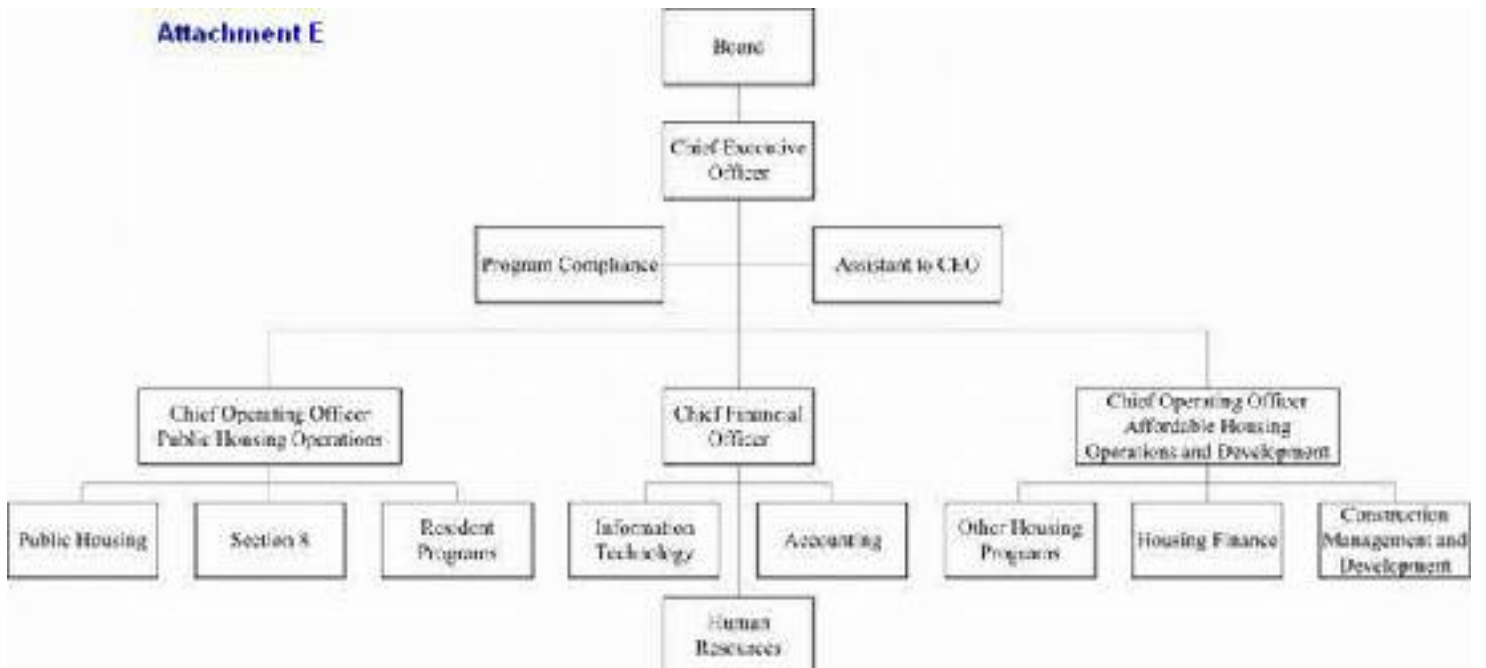 Attachment E
Board
Chief Executive
Officer
Program Compliance
Assistant to CEO
Chief Operating Officer
Public Housing Operations
Chief Financial
Officer
Chief Operating Officer
Affordable Housing
Operations and Development
Public Housing
Section 8
Resident
Programs
Information
Technology
Accounting
Other Housing
Programs
Housing Finance
Construction
Management and
Development
Human
Resources